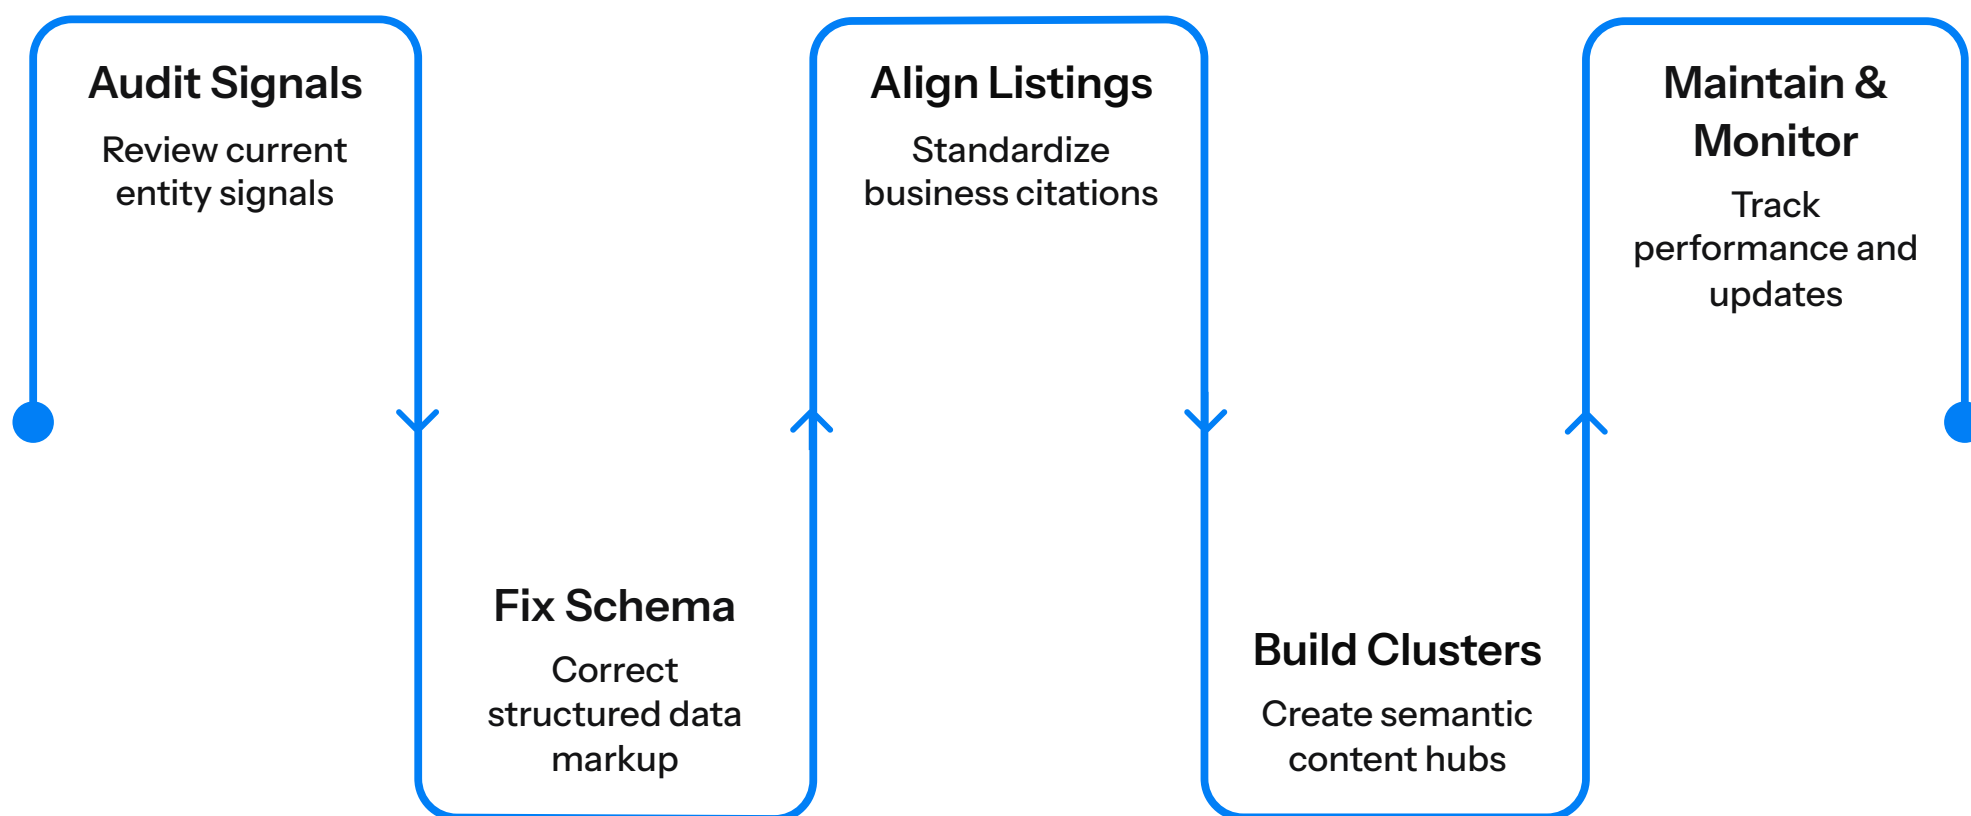 Audit Signals
Review current
entity signals
Fix Schema
Correct
structured data
markup
Align Listings
Standardize
business citations
Build Clusters
Create semantic
content hubs
Maintain &
Monitor
Track
performance and
updates